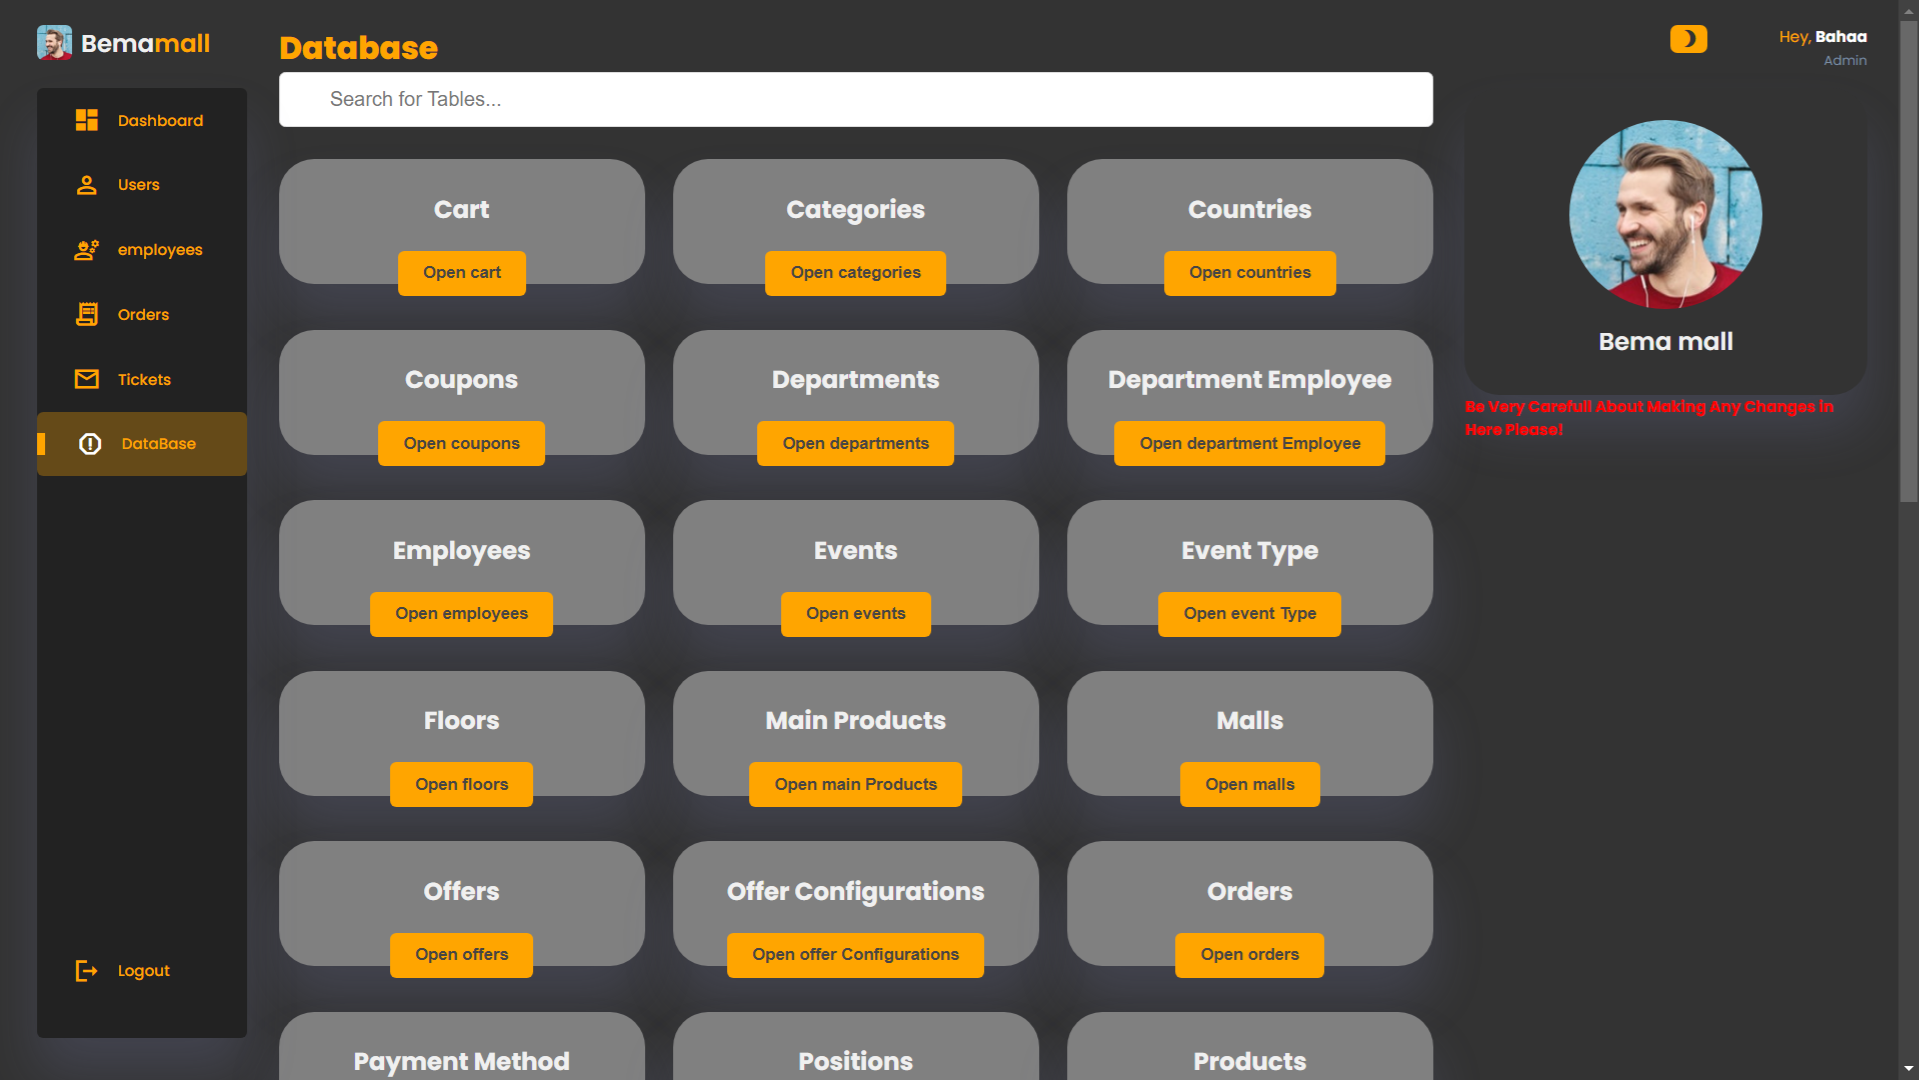 Bemamall
Dashboard
Users
employees
Orders
Tickets
DataBase
Logout
Database
Search for Tables...
Cart
Open cart
Categories
Open categories
Countries
Open countries
Coupons
Open coupons
Departments
Open departments
Department Employee
Open department Employee
Employees
Open employees
Events
Open events
Event Type
Open event Type
Floors
Open floors
Main Products
Open main Products
Malls
Open malls
Offers
Open offers
Offer Configurations
Open offer Configurations
Orders
Open orders
Payment Method
Positions
Products
Hey, Bahaa
Admin
Bema mall
Be Very Carefull About Making Any Changes in
Here Please!